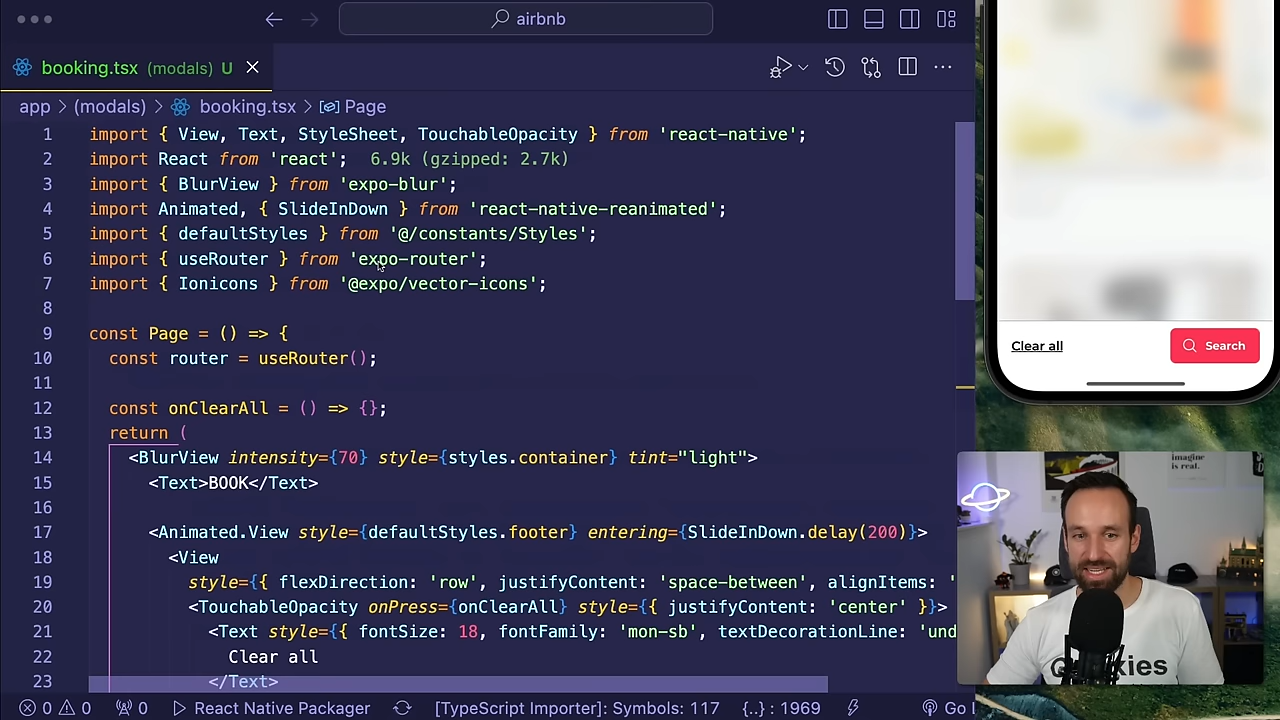 airbnb
booking.tsx (modals) U
app > (modals) > booking.tsx > Page
1 import { View, Text, StyleSheet, TouchableOpacity } from 'react-native';
2 import React from 'react'; 6.9k (gzipped: 2.7k)
3 import { BlurView } from 'expo-blur';
4 import Animated, { SlideInDown } from 'react-native-reanimated';
5 import { defaultStyles } from '@/constants/Styles';
6 import { useRouter } from 'expo-router';
7 import { Ionicons } from '@expo/vector-icons';
8
9 const Page = () => {
10 const router = useRouter();
11
12 const onClearAll = () => {};
13 return (
14 <BlurView intensity={70} style={styles.container} tint="light">
15 <Text>BOOK</Text>
16
17 <Animated.View style={defaultStyles.footer} entering={SlideInDown.delay(200)}>
18 <View
19 style={{ flexDirection: 'row', justifyContent: 'space-between', alignItems: '
20 <TouchableOpacity onPress={onClearAll} style={{ justifyContent: 'center' }}>
21 <Text style={{ fontSize: 18, fontFamily: 'mon-sb', textDecorationLine: 'und
22 Clear all
23 </Text>
0 0 0 React Native Packager [TypeScript Importer]: Symbols: 117 {..} : 1969 Go
Clear all Search
imagine
is real.